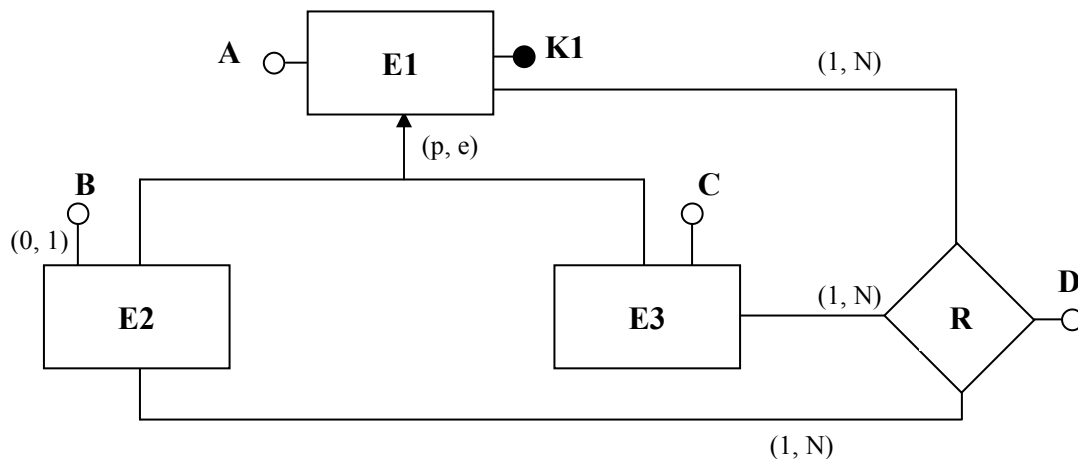 A
E1
K1
(1, N)
(p, e)
B
C
(0, 1)
E2
E3
(1, N)
R
D
(1, N)